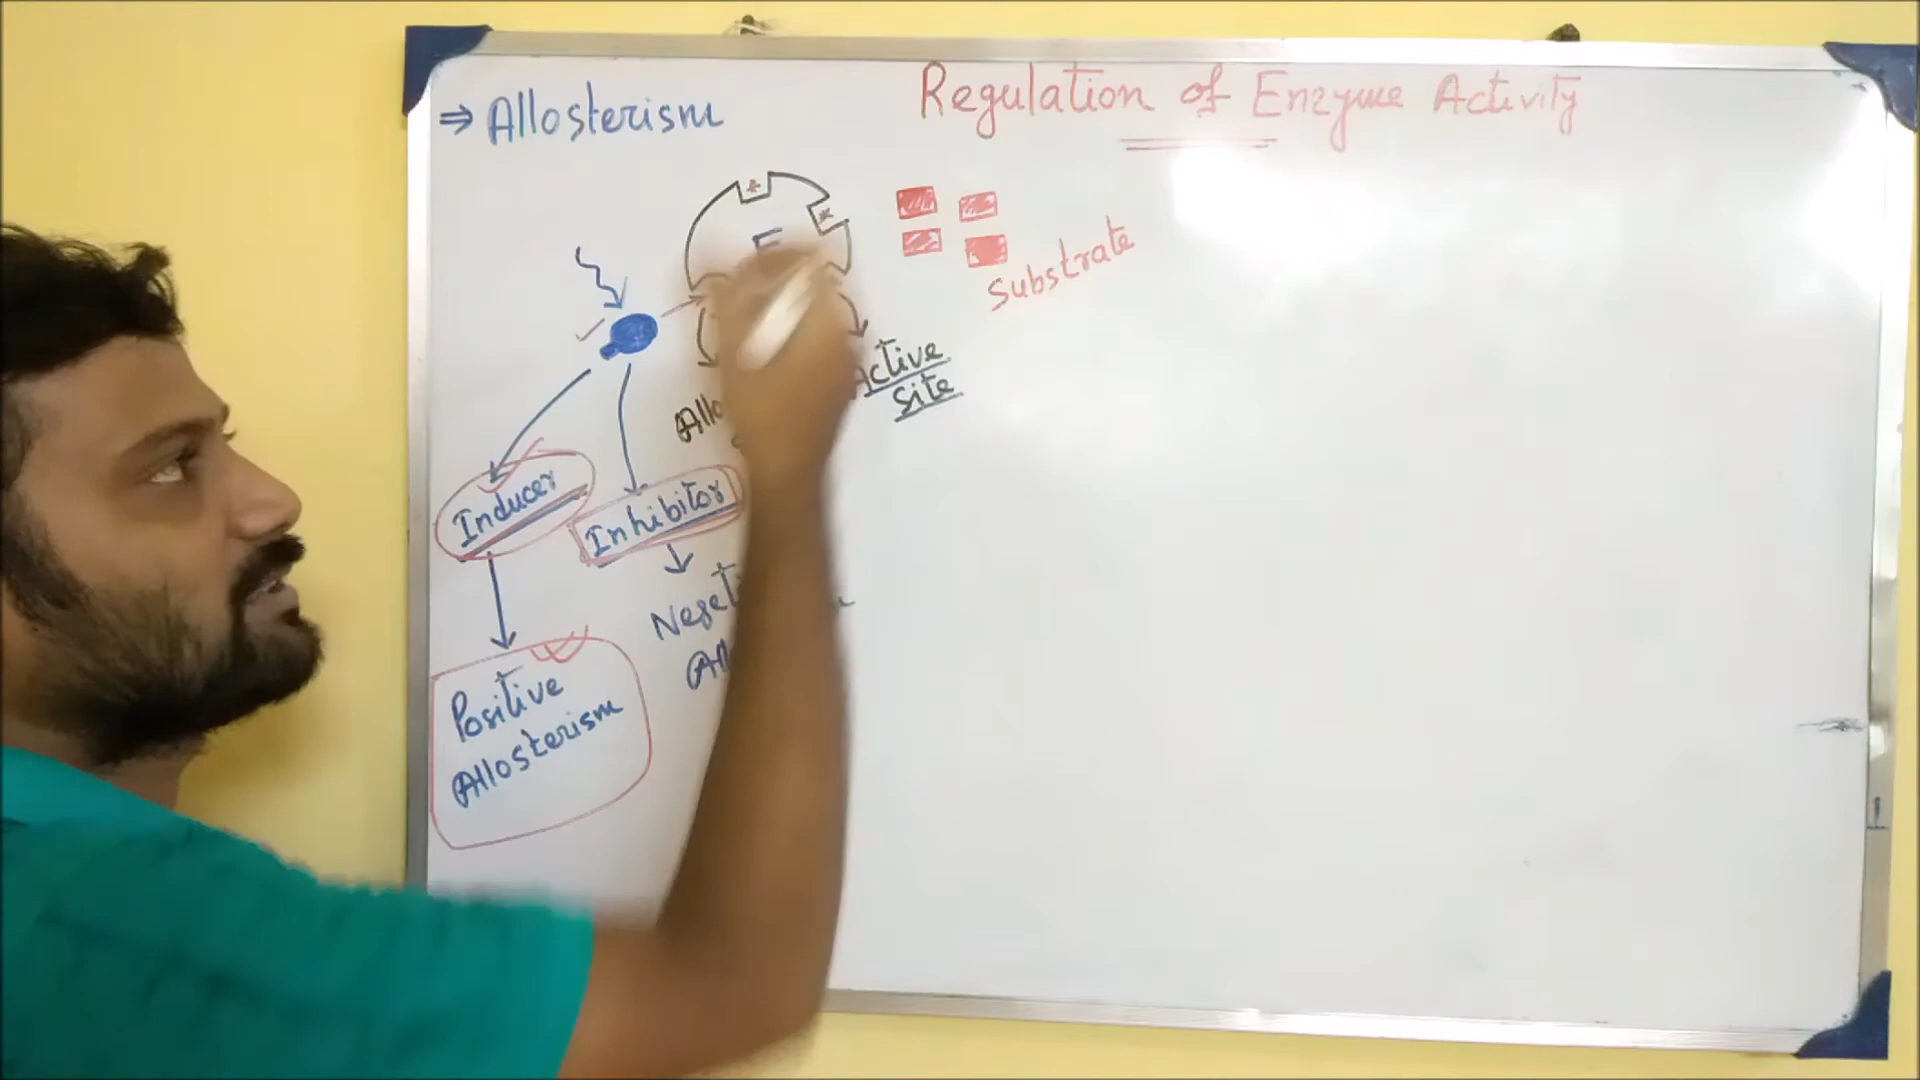 Regulation of Enzyme Activity
⇒ Allosterism
E
Substrate
Active
Site
Inducer
Inhibitor
Positive
Allosterism